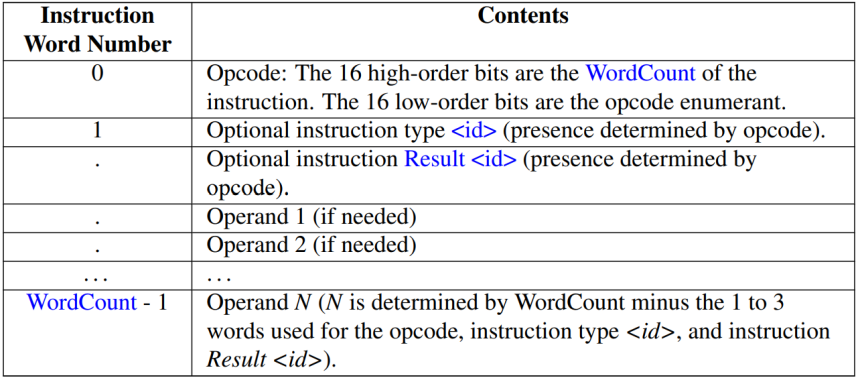 Instruction Contents
Word Number
0 Opcode: The 16 high-order bits are the WordCount of the
instruction. The 16 low-order bits are the opcode enumerant.
1 Optional instruction type <id> (presence determined by opcode).
. Optional instruction Result <id> (presence determined by
opcode).
. Operand 1 (if needed)
. Operand 2 (if needed)
... ...
WordCount - 1 Operand N (N is determined by WordCount minus the 1 to 3
words used for the opcode, instruction type <id>, and instruction
Result <id>).